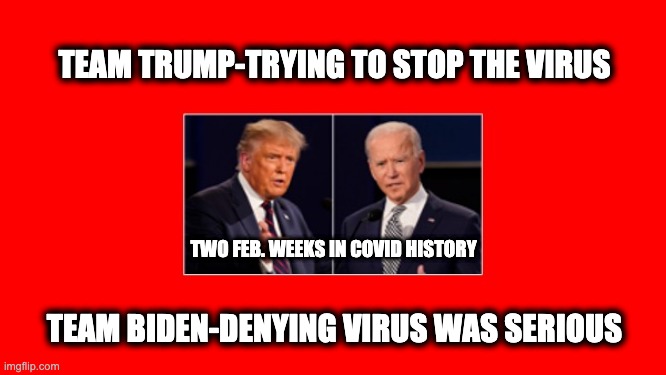 TEAM TRUMP-TRYING TO STOP THE VIRUS
TWO FEB. WEEKS IN COVID HISTORY
TEAM BIDEN-DENYING VIRUS WAS SERIOUS
imgflip.com